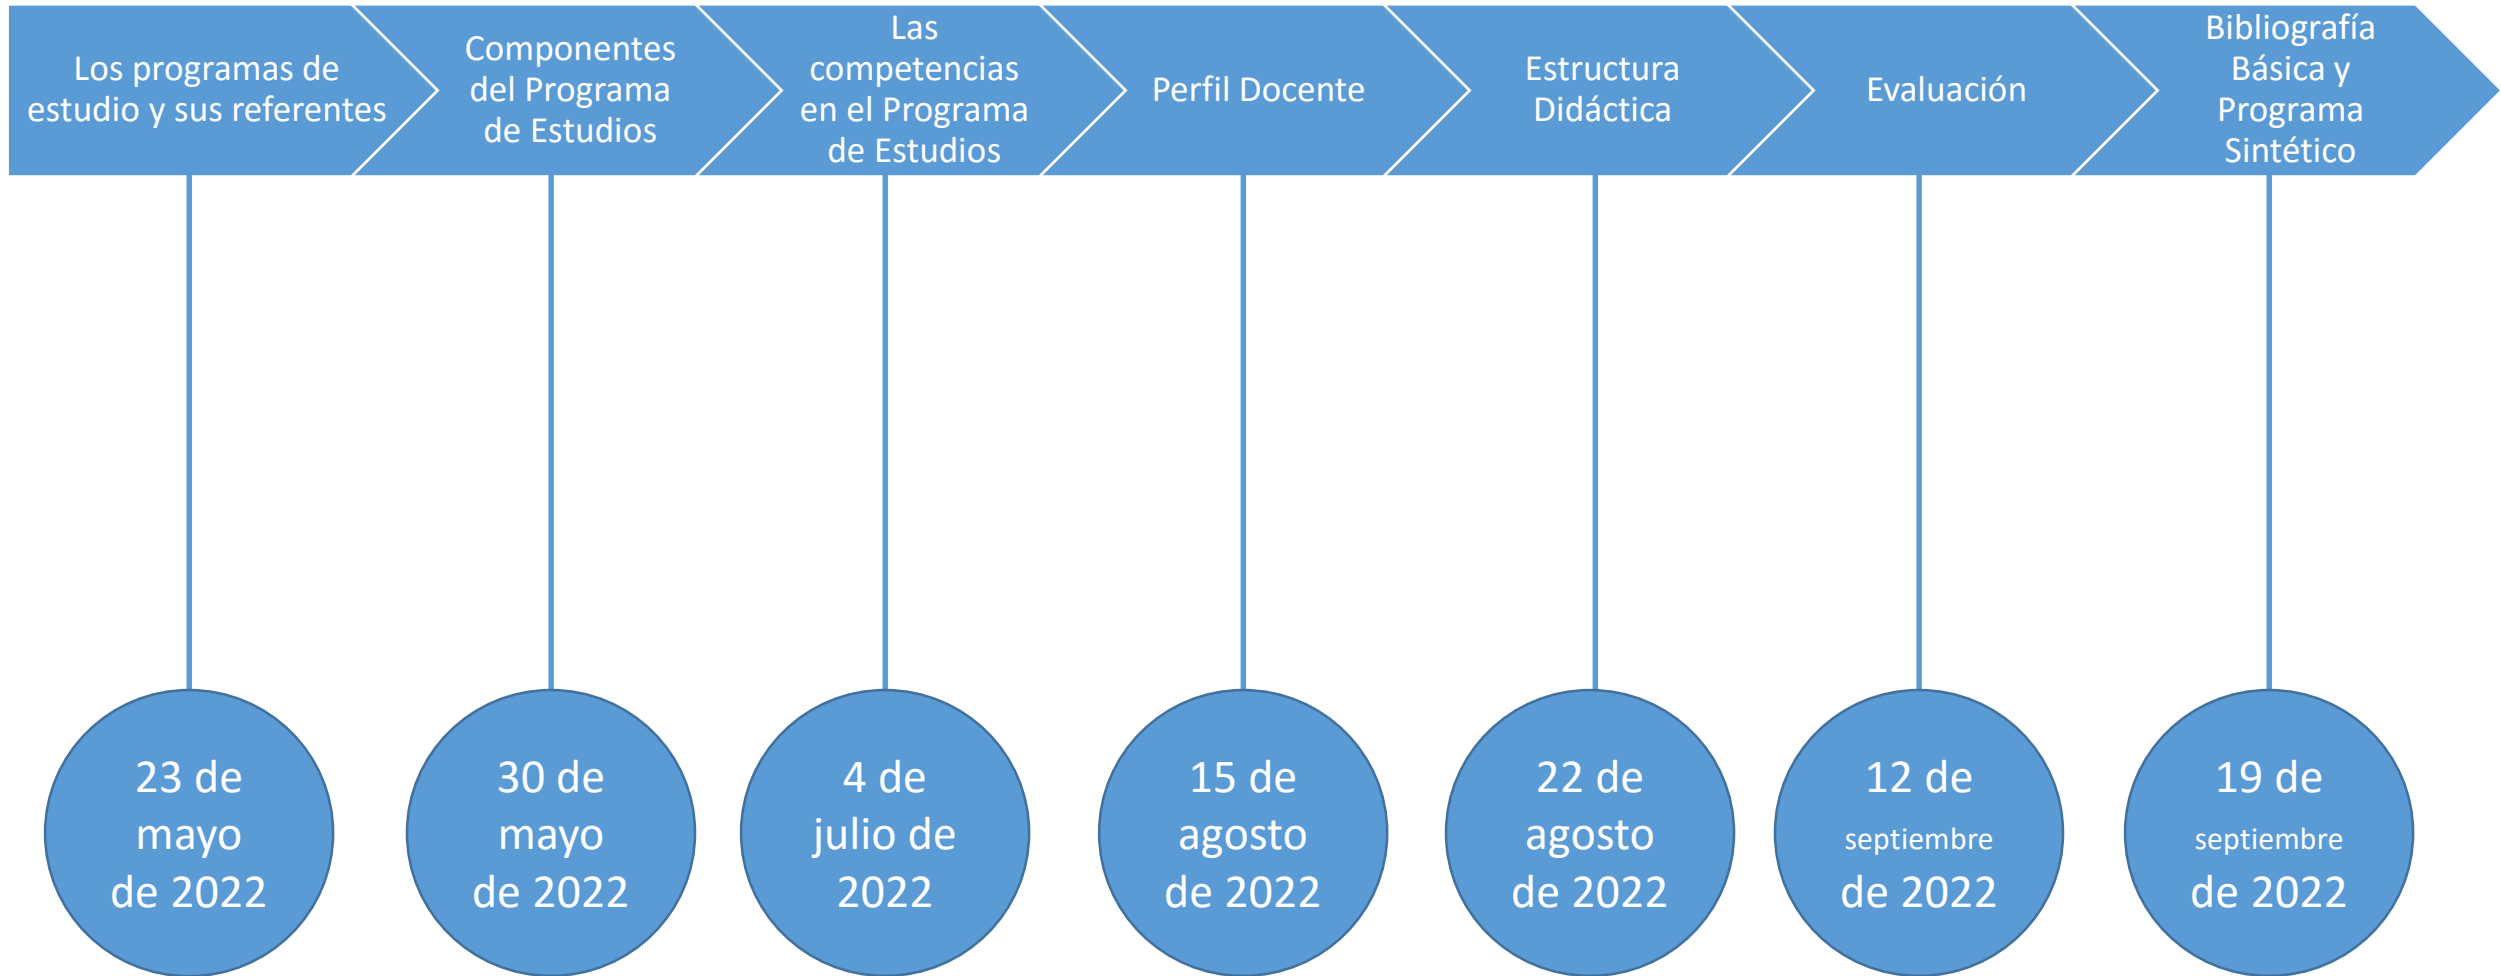 Los programas de
estudio y sus referentes
Componentes
del Programa
de Estudios
Las
competencias
en el Programa
de Estudios
Perfil Docente
Estructura
Didáctica
Evaluación
Bibliografía
Básica y
Programa
Sintético
23 de
mayo
de 2022
30 de
mayo
de 2022
4 de
julio de
2022
15 de
agosto
de 2022
22 de
agosto
de 2022
12 de
septiembre
de 2022
19 de
septiembre
de 2022